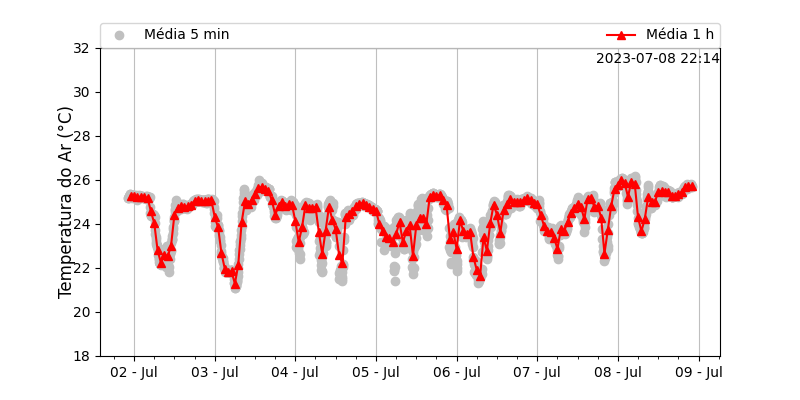 Média 5 min
Média 1 h
2023-07-08 22:14
Temperatura do Ar (°C)
32
30
28
26
24
22
20
18
02 - Jul
03 - Jul
04 - Jul
05 - Jul
06 - Jul
07 - Jul
08 - Jul
09 - Jul